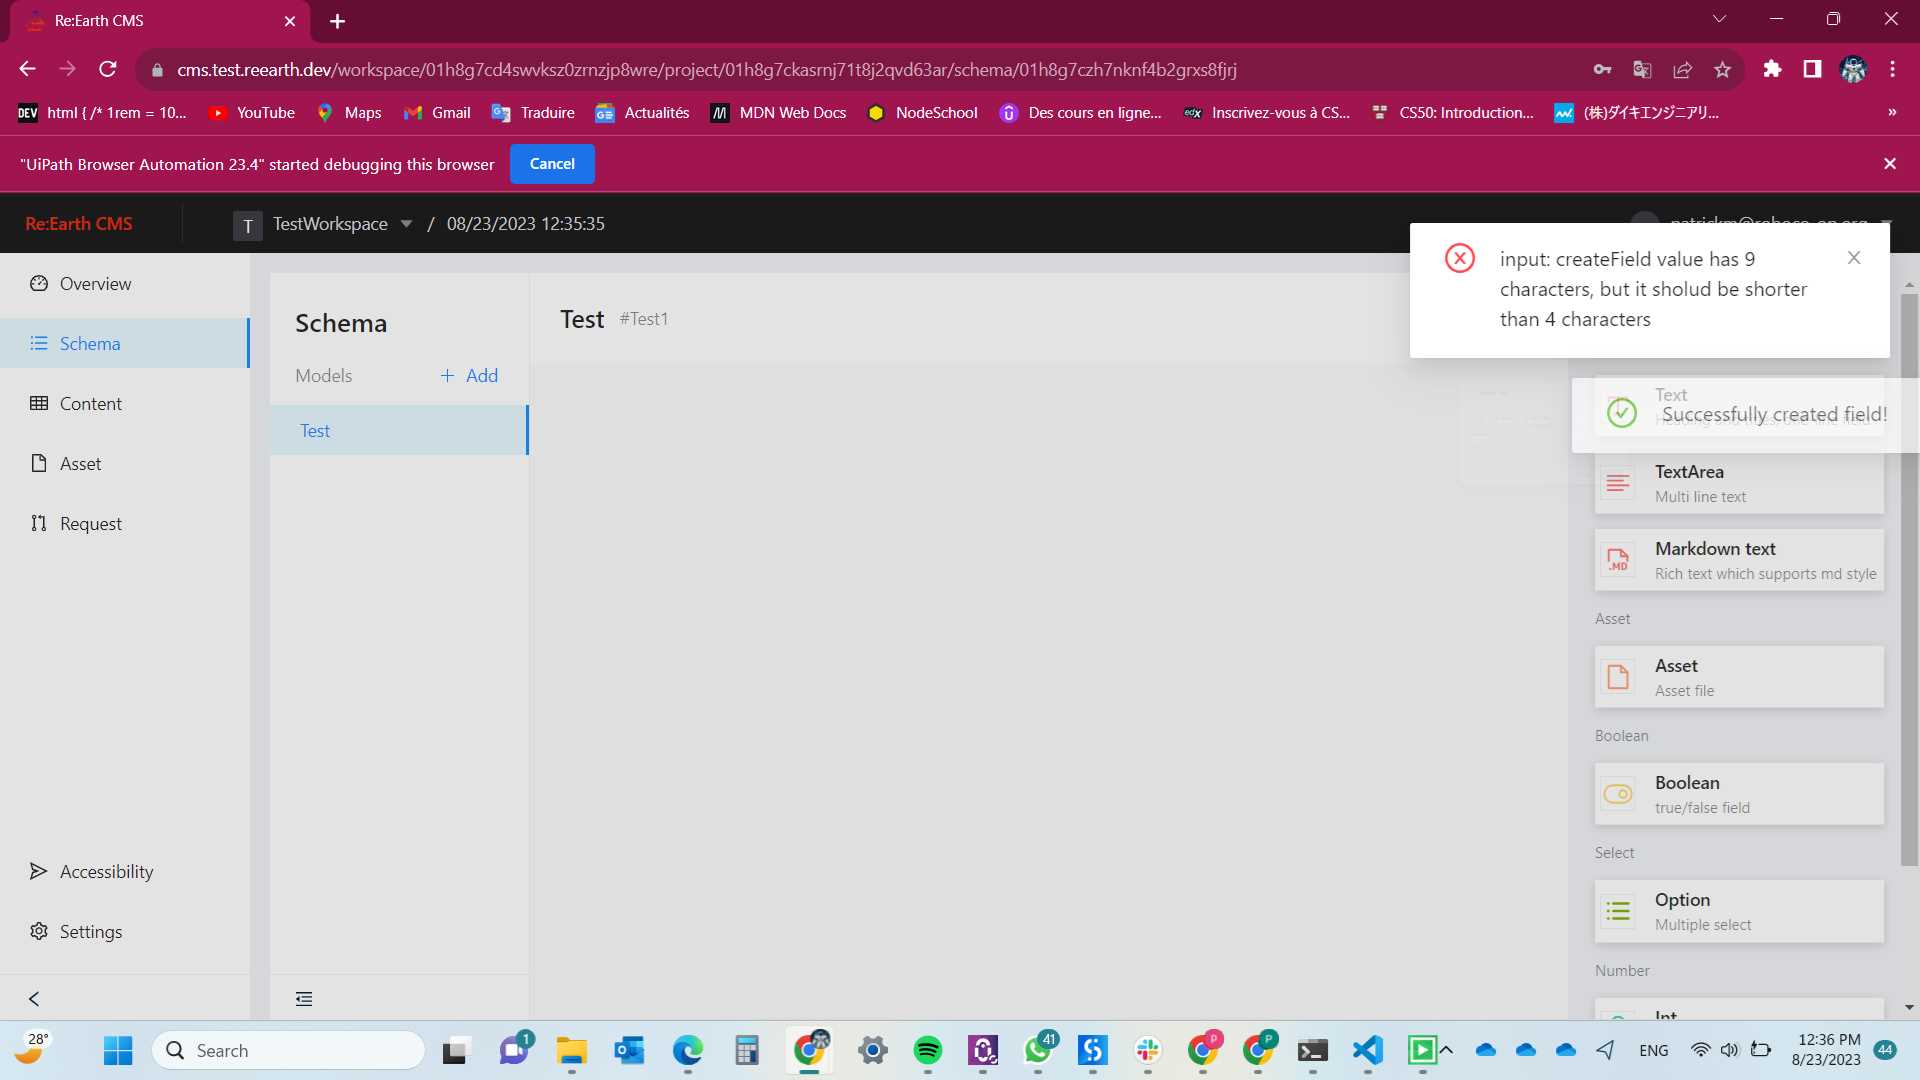 Re:Earth CMS
cms.test.reearth.dev/workspace/01h8g7cd4swvksz0zrnzjp8wre/project/01h8g7ckasrnj71t8j2qvd63ar/schema/01h8g7czh7nknf4b2grxs8fjrj
DEV html { /* 1rem = 10... YouTube Maps Gmail Traduire Actualités MDN Web Docs NodeSchool Des cours en ligne... edX Inscrivez-vous à CS... CS50: Introduction... (株)ダイキエンジニアリ... »
"UiPath Browser Automation 23.4" started debugging this browser Cancel
Re:Earth CMS T TestWorkspace / 08/23/2023 12:35:35
input: createField value has 9
characters, but it sholud be shorter
than 4 characters
Successfully created field!
Overview
Schema
Content
Asset
Request
Accessibility
Settings
Schema
Models + Add
Test
Test #Test1
Text
TextArea
Multi line text
.MD
Markdown text
Rich text which supports md style
Asset
Asset
Asset file
Boolean
Boolean
true/false field
Select
Option
Multiple select
Number
Int
28°
Search
1
41
P
P
ENG
12:36 PM
8/23/2023
44